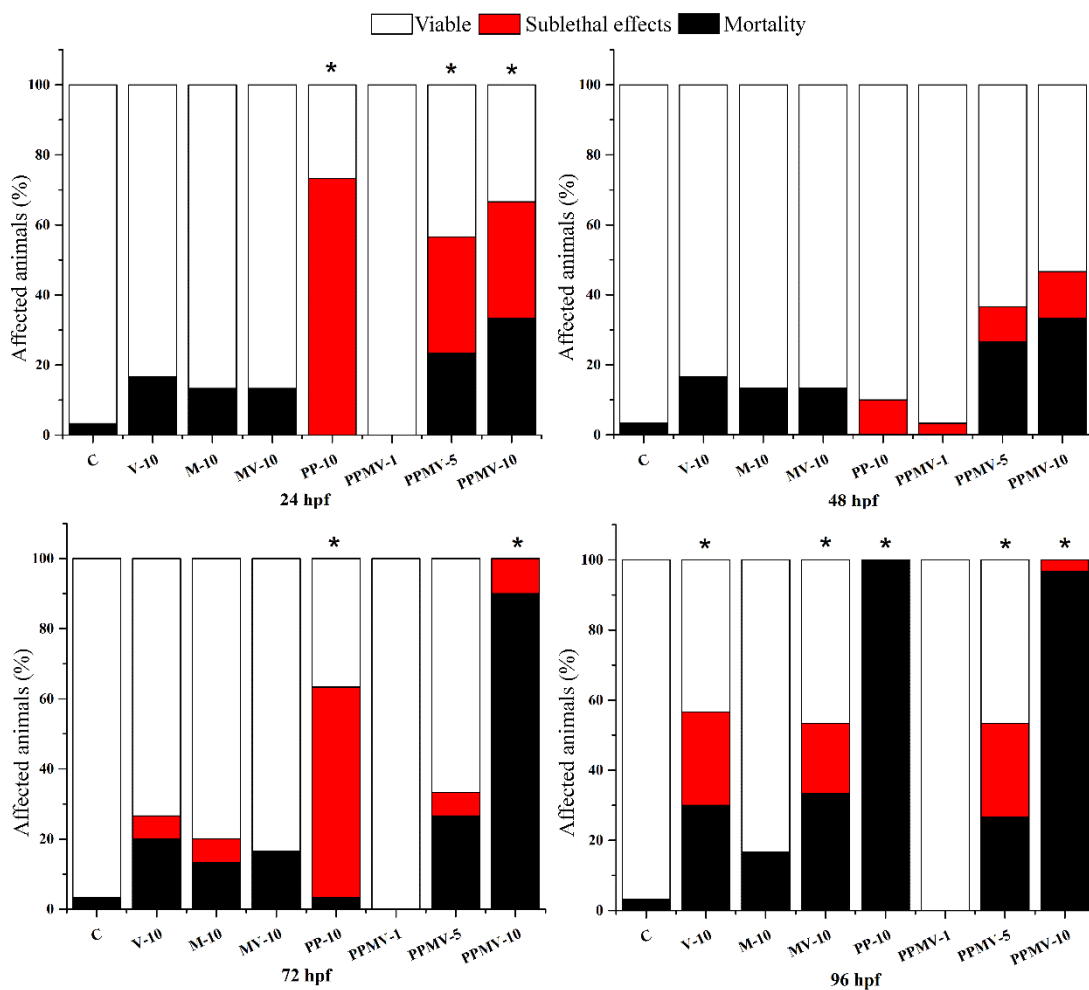 Viable Sublethal effects Mortality
* * *
100
80
60
40
20
0
Affected animals (%)
C V-10 M-10 MV-10 PP-10 PPMV-1 PPMV-5 PPMV-10
24 hpf
100
80
60
40
20
0
Affected animals (%)
C V-10 M-10 MV-10 PP-10 PPMV-1 PPMV-5 PPMV-10
48 hpf
* *
100
80
60
40
20
0
Affected animals (%)
C V-10 M-10 MV-10 PP-10 PPMV-1 PPMV-5 PPMV-10
72 hpf
* * * * *
100
80
60
40
20
0
Affected animals (%)
C V-10 M-10 MV-10 PP-10 PPMV-1 PPMV-5 PPMV-10
96 hpf